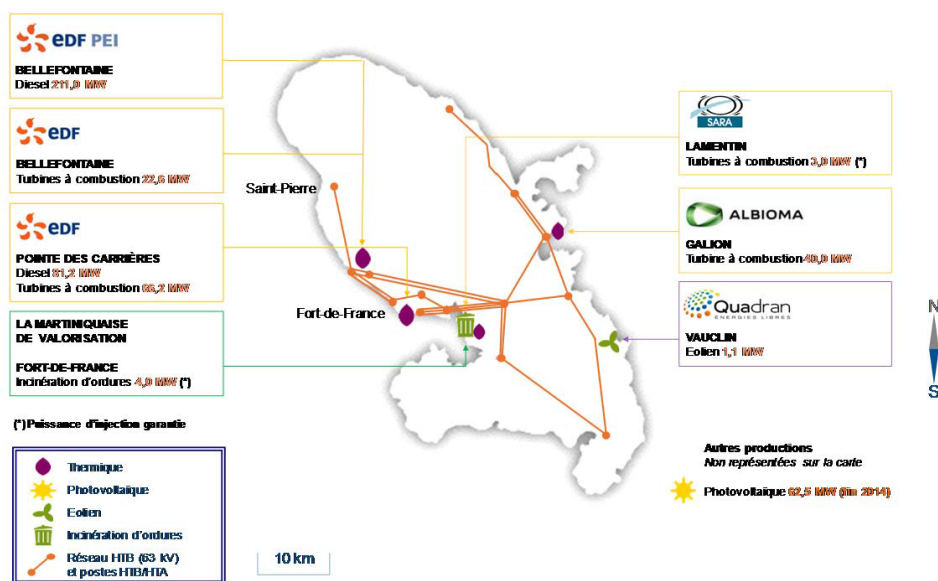 eDF PEI
BELLEFONTAINE
Diesel 211,0 MW
eDF
BELLEFONTAINE
Turbines à combustion 22,6 MW
eDF
POINTE DES CARRIÈRES
Diesel 81,2 MW
Turbines à combustion 66,2 MW
LA MARTINIQUAISE
DE VALORISATION
FORT-DE-FRANCE
Incinération d'ordures 4,0 MW (*)
(*) Puissance d'injection garantie
Thermique
Photovoltaïque
Eolien
Incinération d'ordures
Réseau HTB (63 kV)
et postes HTB/HTA
10 km
Saint-Pierre
Fort-de-France
SARA
LAMENTIN
Turbines à combustion 3,0 MW (*)
ALBIOMA
GALION
Turbine à combustion 40,0 MW
Quadran
ENERGIES LIBRES
VAUCLIN
Eolien 1,1 MW
N
S
Autres productions
Non représentées sur la carte
Photovoltaïque 62,5 MW (fin 2014)